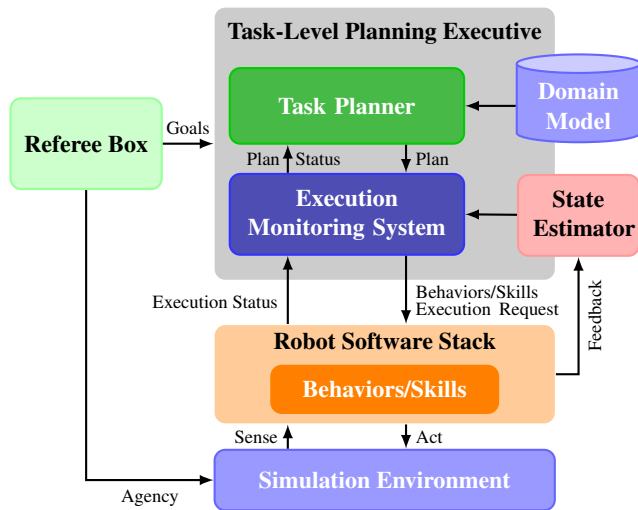 Task-Level Planning Executive
Task Planner
Domain
Model
Referee Box
Goals
Plan Status
Plan
Execution
Monitoring System
State
Estimator
Execution Status
Behaviors/Skills
Execution Request
Feedback
Robot Software Stack
Behaviors/Skills
Sense
Act
Simulation Environment
Agency